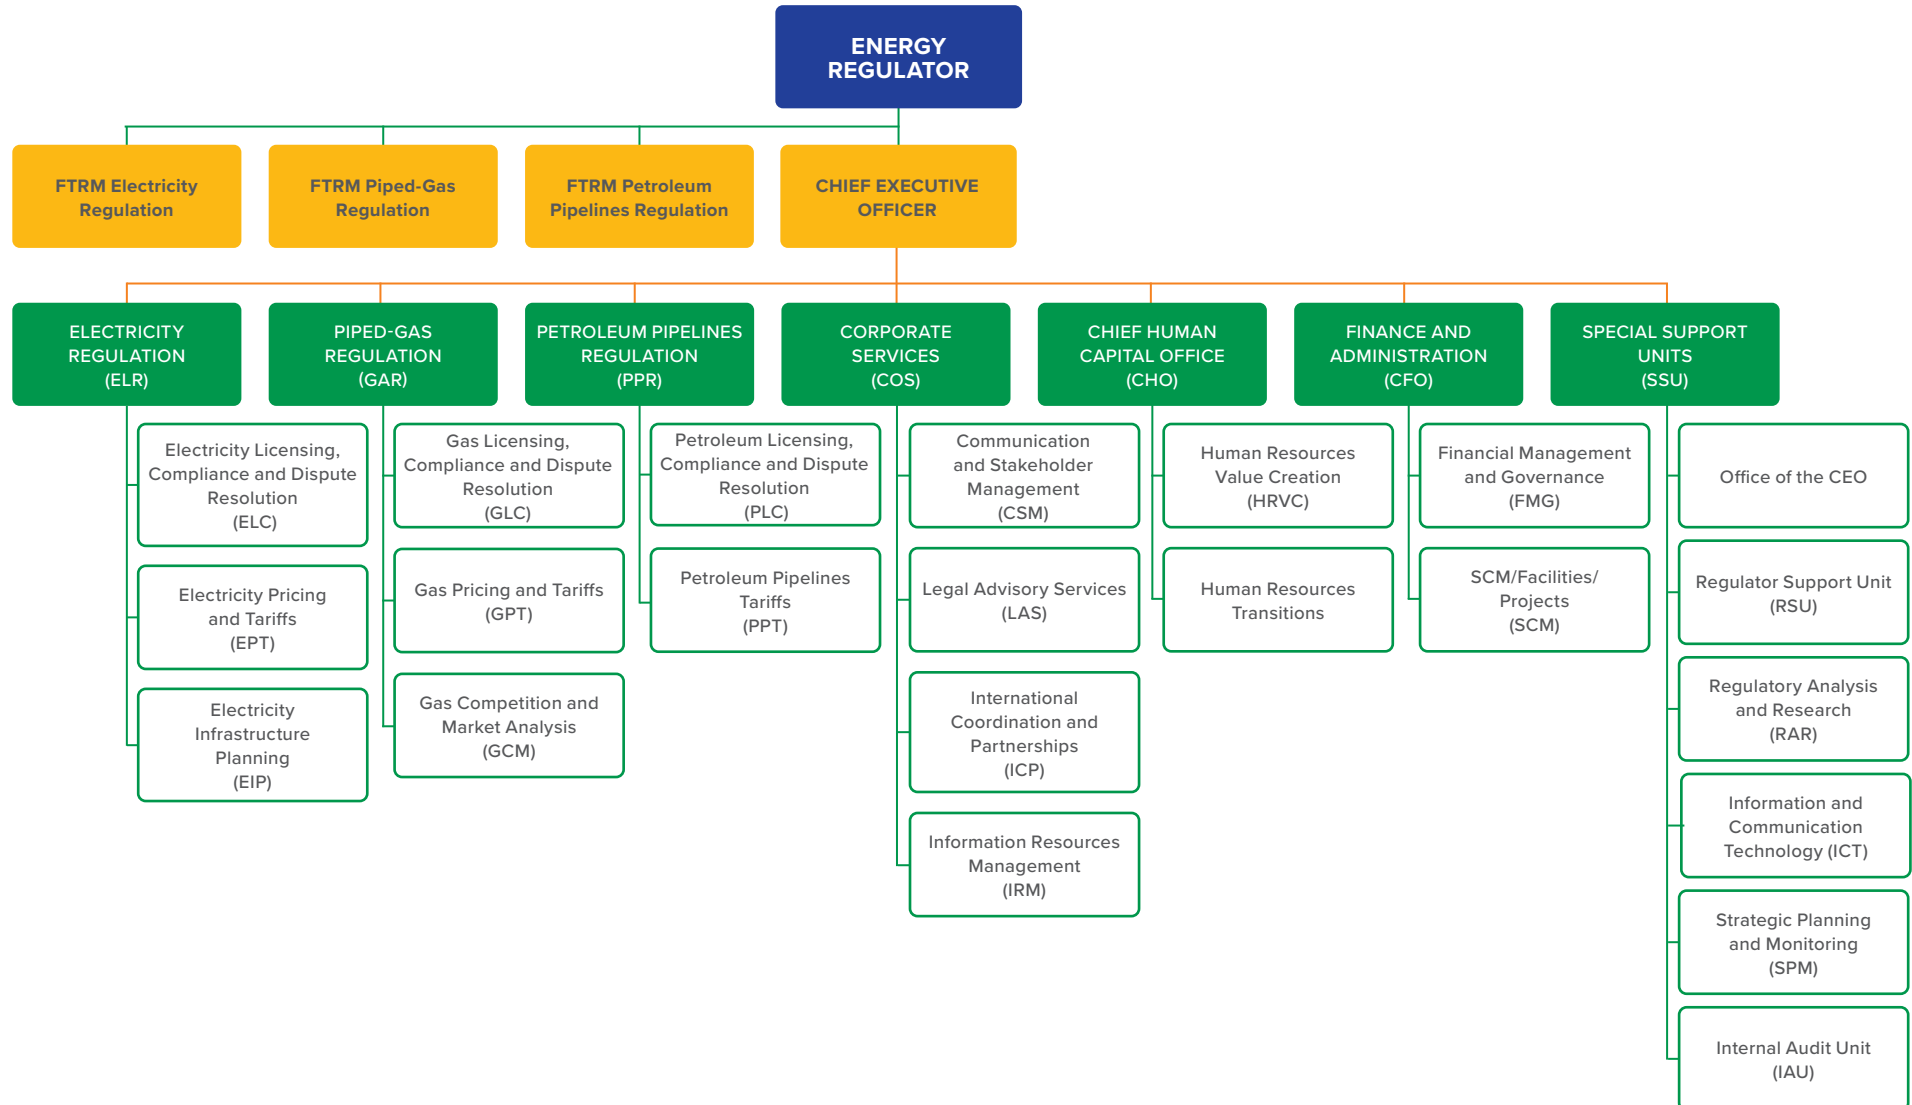 ENERGY
REGULATOR
FTRM Electricity
Regulation
FTRM Piped-Gas
Regulation
FTRM Petroleum
Pipelines Regulation
CHIEF EXECUTIVE
OFFICER
ELECTRICITY
REGULATION
(ELR)
PIPED-GAS
REGULATION
(GAR)
PETROLEUM PIPELINES
REGULATION
(PPR)
CORPORATE
SERVICES
(COS)
CHIEF HUMAN
CAPITAL OFFICE
(CHO)
FINANCE AND
ADMINISTRATION
(CFO)
SPECIAL SUPPORT
UNITS
(SSU)
Electricity Licensing,
Compliance and Dispute
Resolution
(ELC)
Electricity Pricing
and Tariffs
(EPT)
Electricity
Infrastructure
Planning
(EIP)
Gas Licensing,
Compliance and Dispute
Resolution
(GLC)
Gas Pricing and Tariffs
(GPT)
Gas Competition and
Market Analysis
(GCM)
Petroleum Licensing,
Compliance and Dispute
Resolution
(PLC)
Petroleum Pipelines
Tariffs
(PPT)
Communication
and Stakeholder
Management
(CSM)
Legal Advisory Services
(LAS)
International
Coordination and
Partnerships
(ICP)
Information Resources
Management
(IRM)
Human Resources
Value Creation
(HRVC)
Human Resources
Transitions
Financial Management
and Governance
(FMG)
SCM/Facilities/
Projects
(SCM)
Office of the CEO
Regulator Support Unit
(RSU)
Regulatory Analysis
and Research
(RAR)
Information and
Communication
Technology (ICT)
Strategic Planning
and Monitoring
(SPM)
Internal Audit Unit
(IAU)